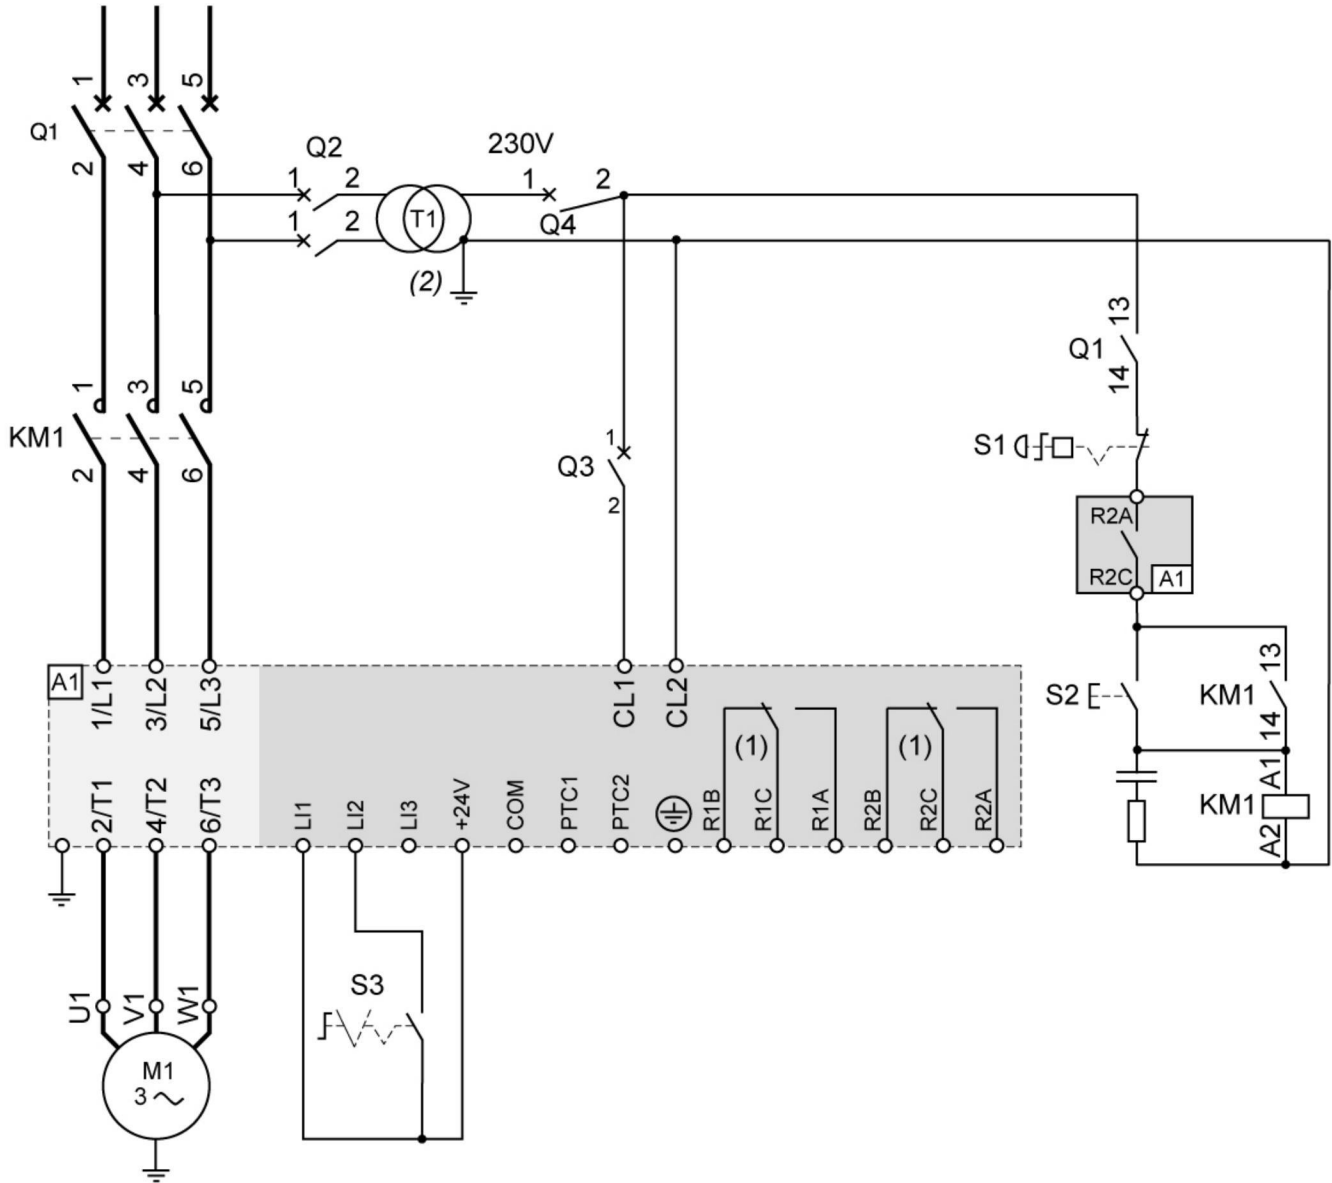 1 3 5
Q1
2 4 6
Q2 230V
1 2 1 2
T1
1 2 Q4
(2)
13
Q1
14
1 3 5
KM1
2 4 6
1
Q3
2
S1
R2A
R2C A1
A1 1/L1 3/L2 5/L3 CL1 CL2
S2 KM1 13
14
(1) (1)
2/T1 4/T2 6/T3 LI1 LI2 LI3 +24V COM PTC1 PTC2 R1B R1C R1A R2B R2C R2A
KM1 A1
A2
S3
U1 V1 W1
M1
3